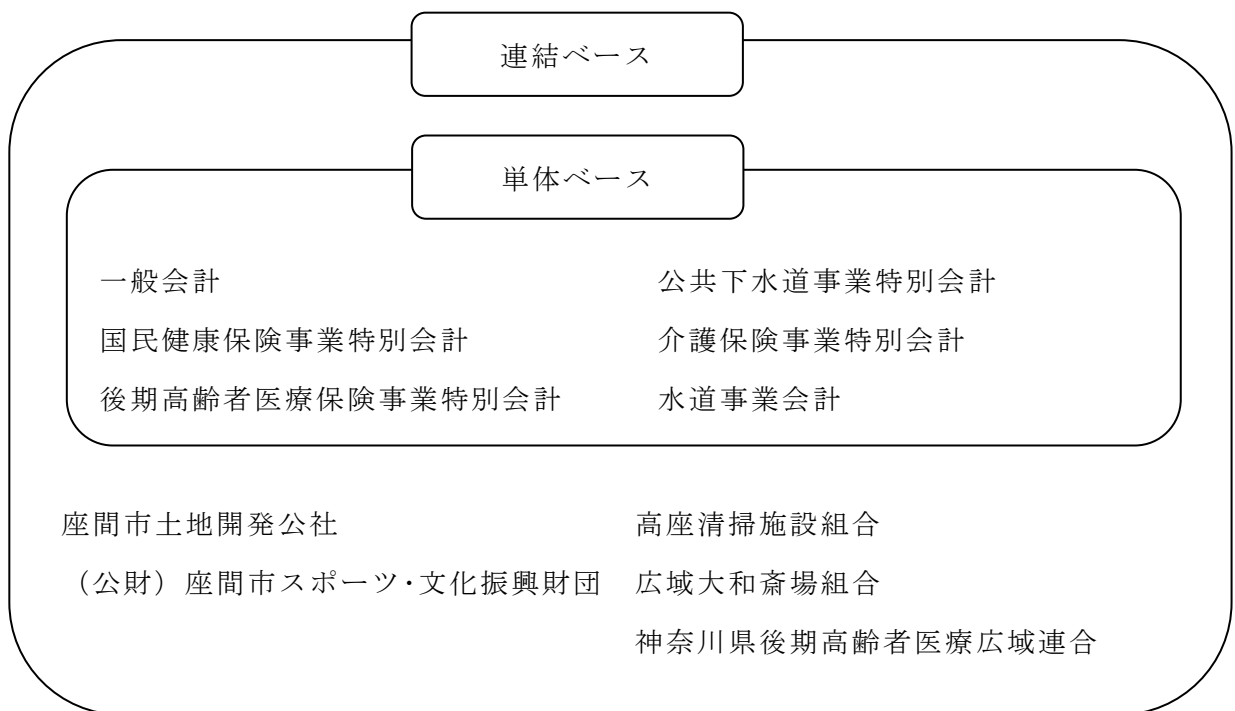 連結ベース
単体ベース
一般会計
公共下水道事業特別会計
国民健康保険事業特別会計
介護保険事業特別会計
後期高齢者医療保険事業特別会計
水道事業会計
座間市土地開発公社
高座清掃施設組合
（公財）座間市スポーツ・文化振興財団
広域大和斎場組合
神奈川県後期高齢者医療広域連合